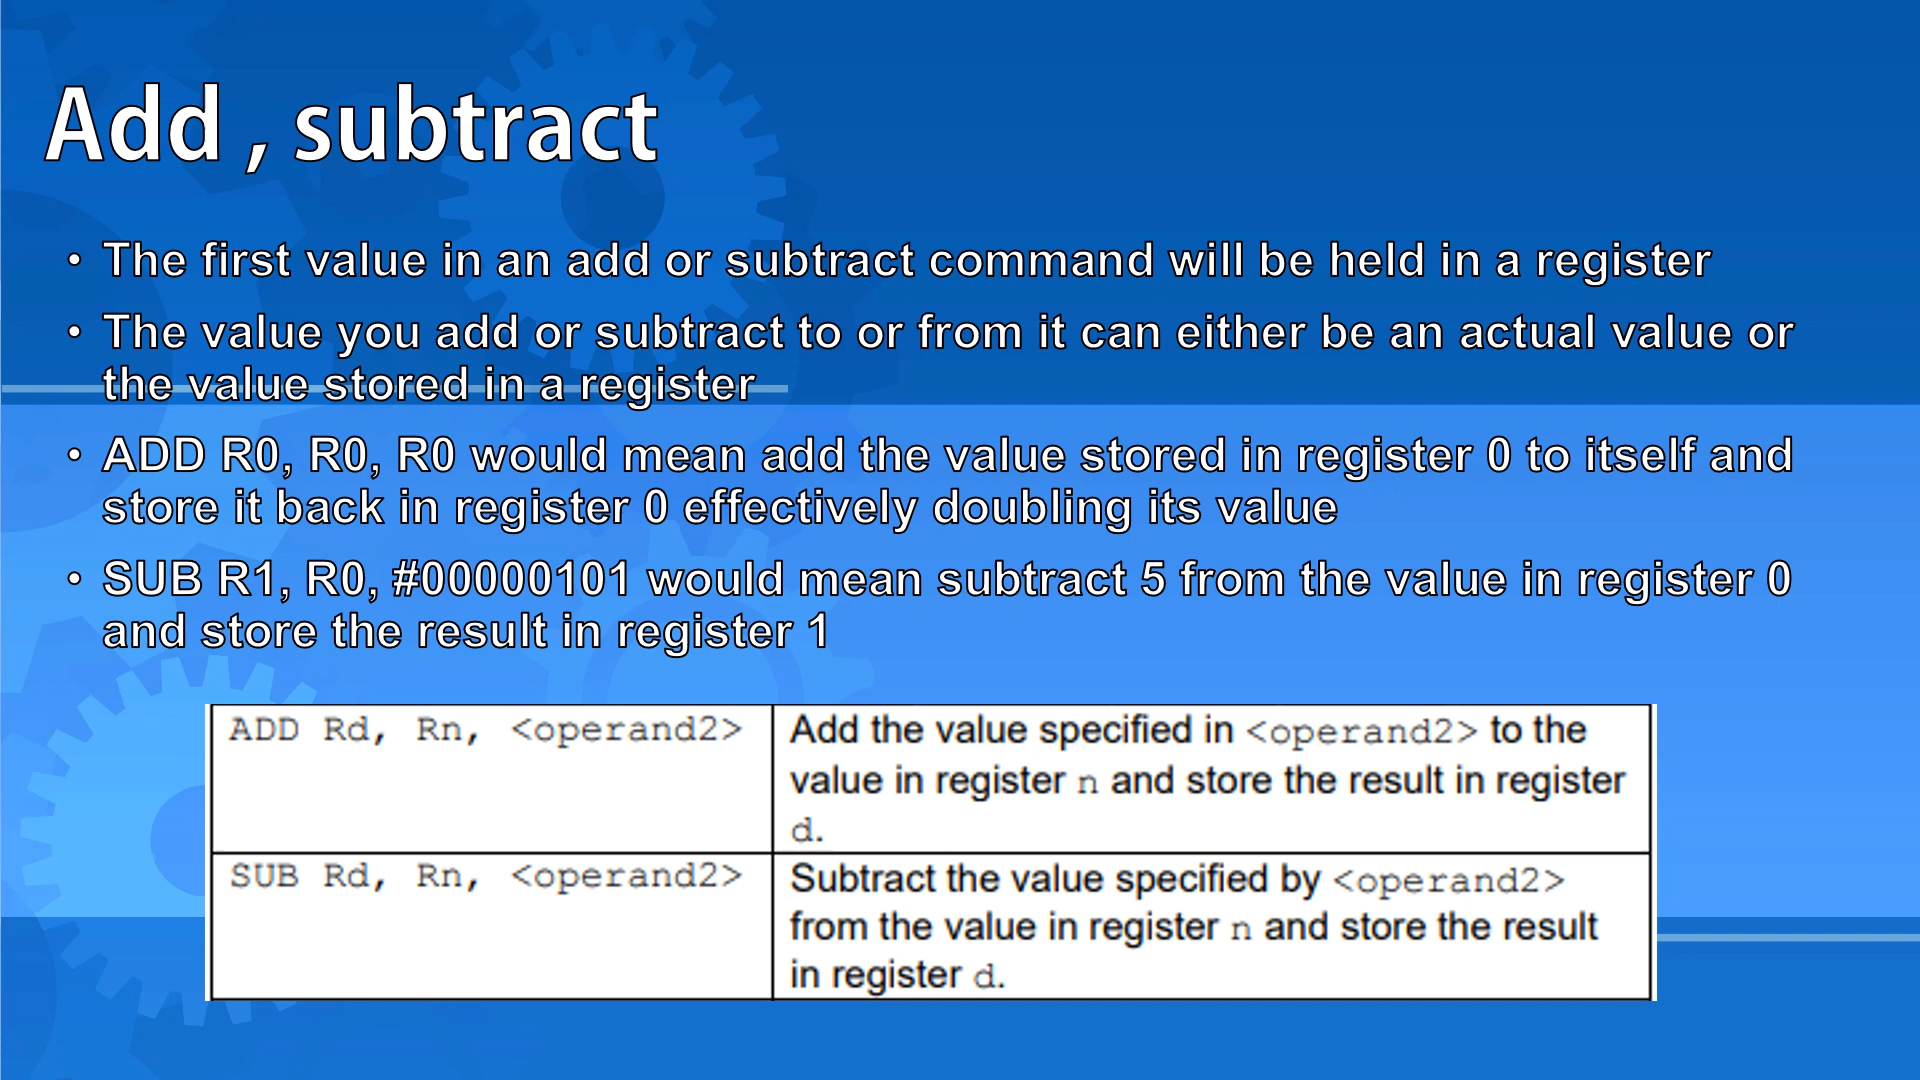 Add , subtract
• The first value in an add or subtract command will be held in a register
• The value you add or subtract to or from it can either be an actual value or
the value stored in a register
• ADD R0, R0, R0 would mean add the value stored in register 0 to itself and
store it back in register 0 effectively doubling its value
• SUB R1, R0, #00000101 would mean subtract 5 from the value in register 0
and store the result in register 1
ADD Rd, Rn, <operand2>
Add the value specified in <operand2> to the
value in register n and store the result in register
d.
SUB Rd, Rn, <operand2>
Subtract the value specified by <operand2>
from the value in register n and store the result
in register d.